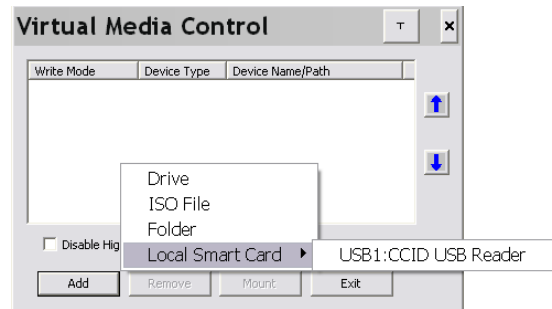 Virtual Media Control T ×
Write Mode Device Type Device Name/Path
Drive
ISO File
Folder
Disable Hig
Local Smart Card USB1:CCID USB Reader
Add Remove Mount Exit